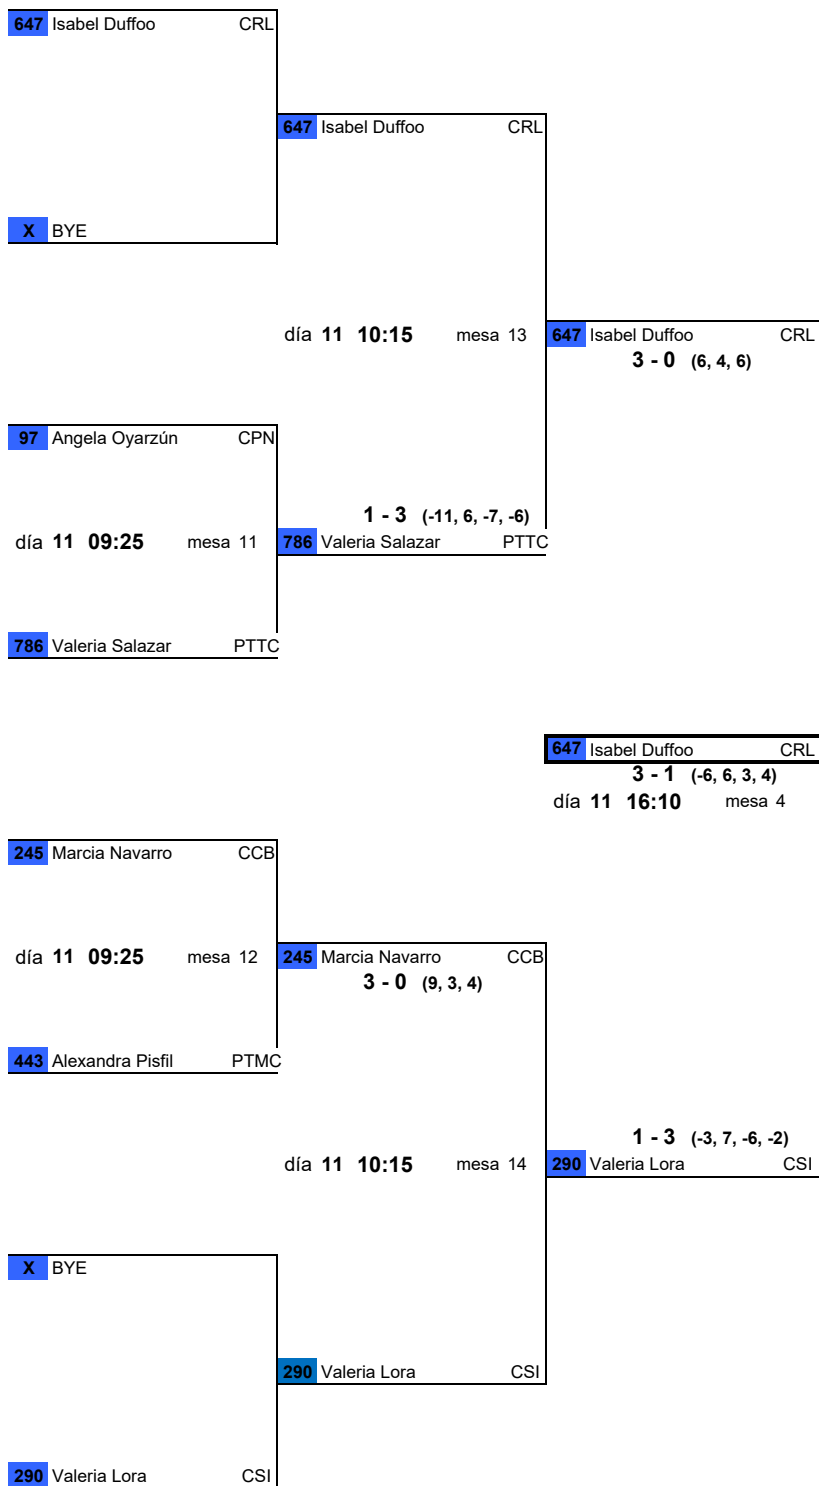 647 Isabel Duffoo CRL
647 Isabel Duffoo CRL
X BYE
día 11 10:15 mesa 13
647 Isabel Duffoo CRL
3 - 0 (6, 4, 6)
97 Angela Oyarzún CPN
1 - 3 (-11, 6, -7, -6)
día 11 09:25 mesa 11
786 Valeria Salazar PTTC
786 Valeria Salazar PTTC
647 Isabel Duffoo CRL
3 - 1 (-6, 6, 3, 4)
día 11 16:10 mesa 4
245 Marcia Navarro CCB
día 11 09:25 mesa 12
245 Marcia Navarro CCB
3 - 0 (9, 3, 4)
443 Alexandra Pisfil PTMC
1 - 3 (-3, 7, -6, -2)
día 11 10:15 mesa 14
290 Valeria Lora CSI
X BYE
290 Valeria Lora CSI
290 Valeria Lora CSI